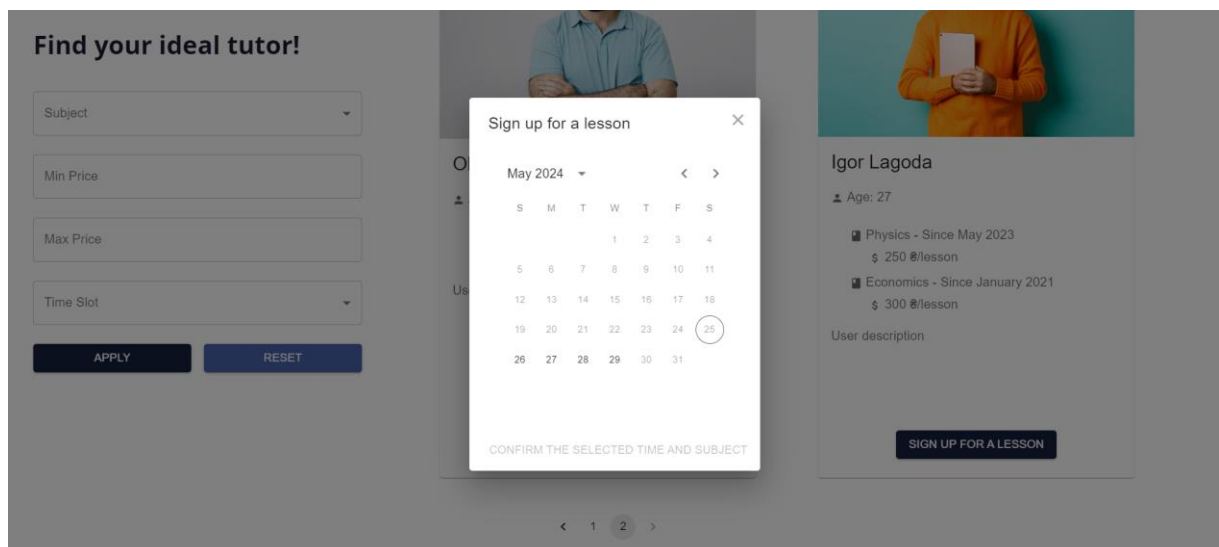 Find your ideal tutor!
Subject
Min Price
Max Price
Time Slot
APPLY RESET
Sign up for a lesson
May 2024
S M T W T F S
1 2 3 4
5 6 7 8 9 10 11
12 13 14 15 16 17 18
19 20 21 22 23 24 25
26 27 28 29 30 31
CONFIRM THE SELECTED TIME AND SUBJECT
Igor Lagoda
Age: 27
Physics - Since May 2023
$ 250 ₴/lesson
Economics - Since January 2021
$ 300 ₴/lesson
User description
SIGN UP FOR A LESSON
1 2